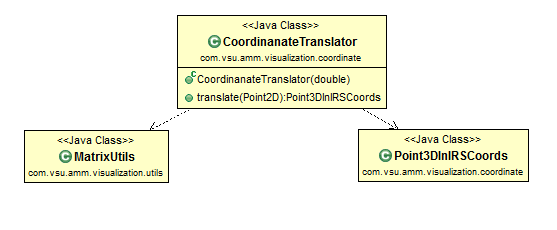 <<Java Class>>
CoordinanateTranslator
com.vsu.amm.visualization.coordinate
CoordinanateTranslator(double)
translate(Point2D):Point3DInIRSCoords
<<Java Class>>
MatrixUtils
com.vsu.amm.visualization.utils
<<Java Class>>
Point3DInIRSCoords
com.vsu.amm.visualization.coordinate